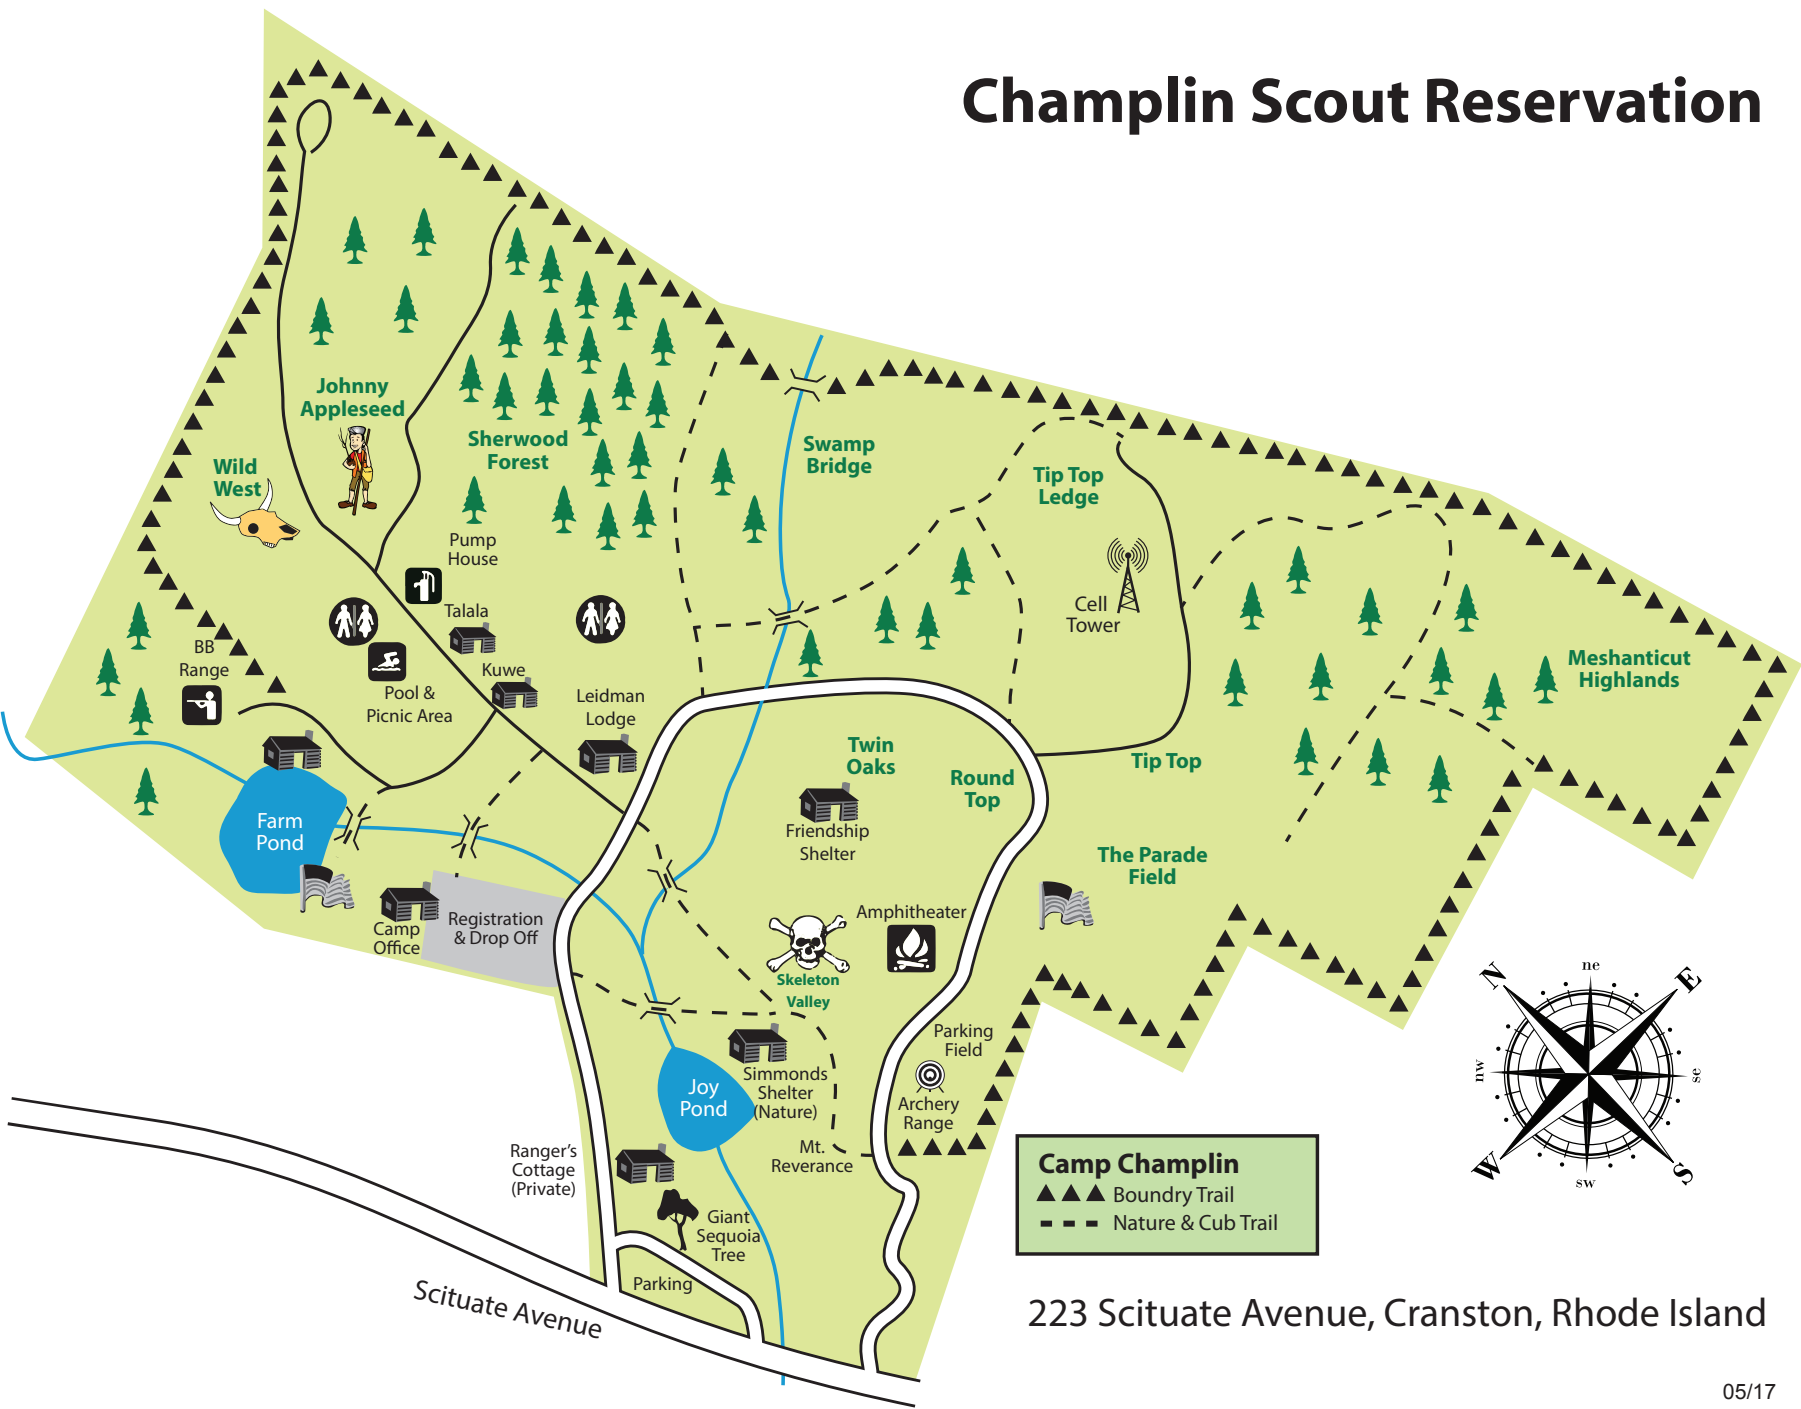 Champlin Scout Reservation
Johnny
Appleseed
Wild
West
Sherwood
Forest
Swamp
Bridge
Tip Top
Ledge
Pump
House
Talala
Kuwe
BB
Range
Pool &
Picnic Area
Leidman
Lodge
Cell
Tower
Meshanticut
Highlands
Twin
Oaks
Round
Top
Tip Top
Farm
Pond
Friendship
Shelter
The Parade
Field
Camp
Office
Registration
& Drop Off
Amphitheater
Skeleton
Valley
Parking
Field
Simmonds
Shelter
(Nature)
Joy
Pond
Archery
Range
Mt.
Reverance
Ranger's
Cottage
(Private)
Giant
Sequoia
Tree
Parking
Scituate Avenue
N
ne
E
nw
se
W
sw
S
Camp Champlin
Boundry Trail
Nature & Cub Trail
223 Scituate Avenue, Cranston, Rhode Island
05/17